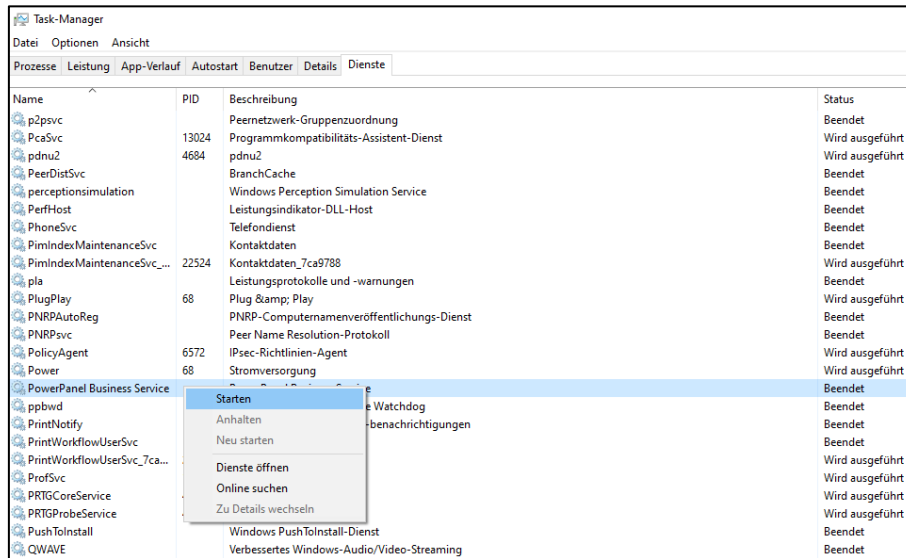 Task-Manager
Datei Optionen Ansicht
Prozesse Leistung App-Verlauf Autostart Benutzer Details Dienste
Name PID Beschreibung Status
p2psvc Peernetzwerk-Gruppenzuordnung Beendet
PcaSvc 13024 Programmkompatibilitäts-Assistent-Dienst Wird ausgeführt
pdnu2 4684 pdnu2 Wird ausgeführt
PeerDistSvc BranchCache Beendet
perceptionsimulation Windows Perception Simulation Service Beendet
PerfHost Leistungsindikator-DLL-Host Beendet
PhoneSvc Telefondienst Beendet
PimIndexMaintenanceSvc Kontaktdaten Beendet
PimIndexMaintenanceSvc_... 22524 Kontaktdaten_7ca9788 Wird ausgeführt
pla Leistungsprotokolle und -warnungen Beendet
PlugPlay 68 Plug &amp; Play Wird ausgeführt
PNRPAutoReg PNRP-Computernamenveröffentlichungs-Dienst Beendet
PNRPsvc Peer Name Resolution-Protokoll Beendet
PolicyAgent 6572 IPsec-Richtlinien-Agent Wird ausgeführt
Power 68 Stromversorgung Wird ausgeführt
PowerPanel Business Service Beendet
Starten
ppbwd e Watchdog Wird ausgeführt
Anhalten
PrintNotify -benachrichtigungen Beendet
Neu starten
PrintWorkflowUserSvc Beendet
PrintWorkflowUserSvc_7ca... Wird ausgeführt
Dienste öffnen
ProfSvc Wird ausgeführt
Online suchen
PRTGCoreService Wird ausgeführt
Zu Details wechseln
PRTGProbeService Wird ausgeführt
PushToInstall Windows PushToInstall-Dienst Beendet
QWAVE Verbessertes Windows-Audio/Video-Streaming Beendet